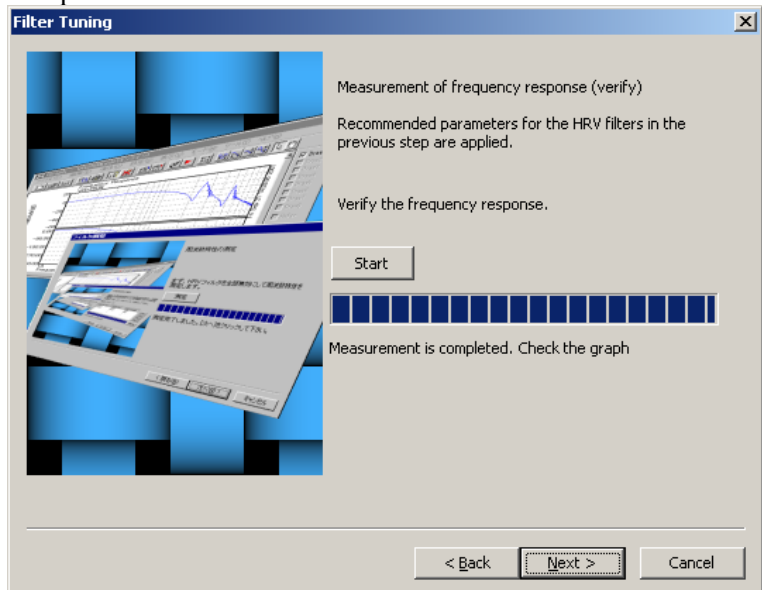 Filter Tuning
Measurement of frequency response (verify)
Recommended parameters for the HRV filters in the
previous step are applied.
Verify the frequency response.
Start
Measurement is completed. Check the graph
< Back
Next >
Cancel